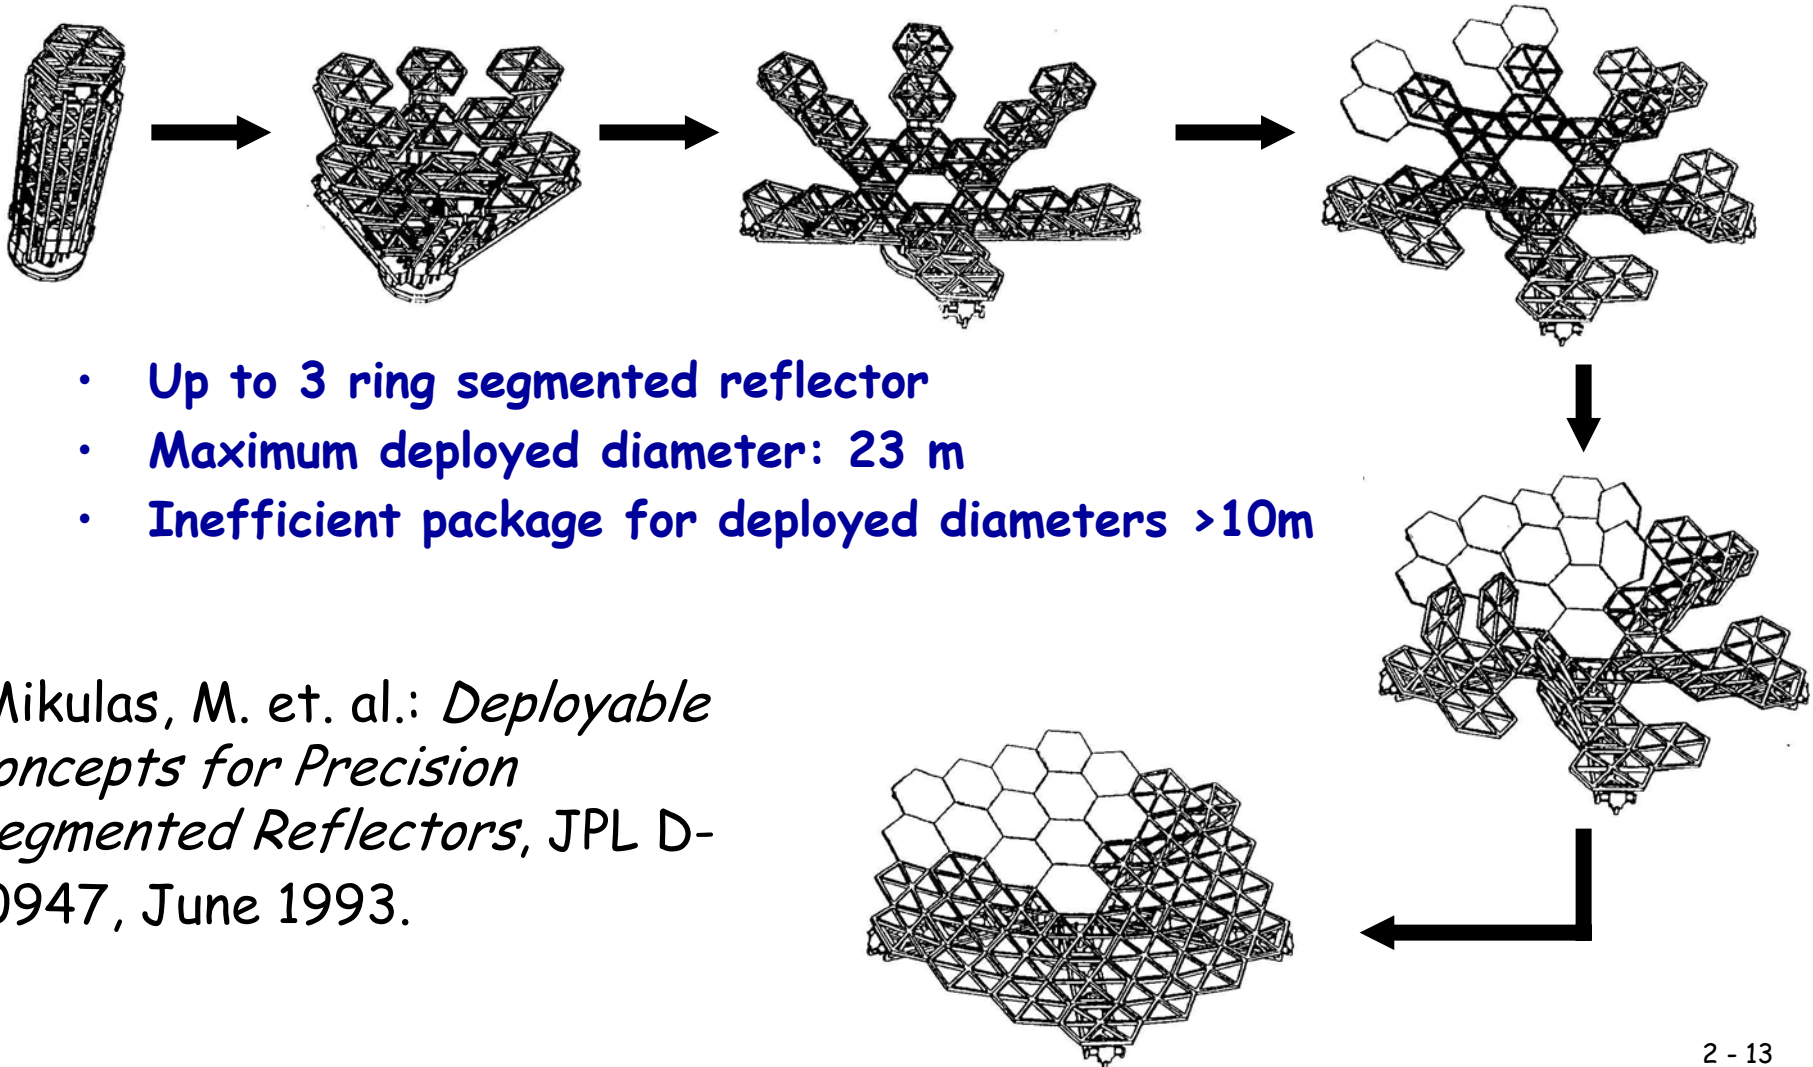 • Up to 3 ring segmented reflector
• Maximum deployed diameter: 23 m
• Inefficient package for deployed diameters >10m
Mikulas, M. et. al.: Deployable
oncepts for Precision
egmented Reflectors, JPL D-
0947, June 1993.
2 - 13